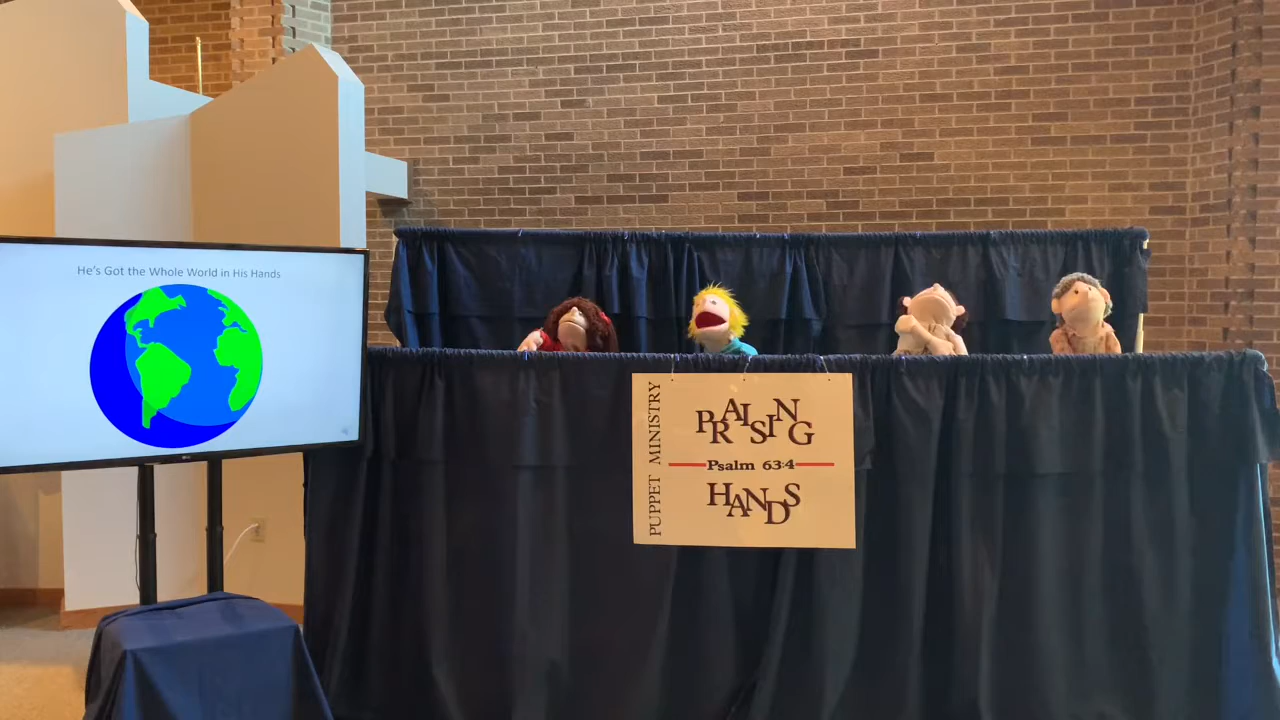 He's Got the Whole World in His Hands
PUPPET MINISTRY
PRAISING
Psalm 63:4
HANDS